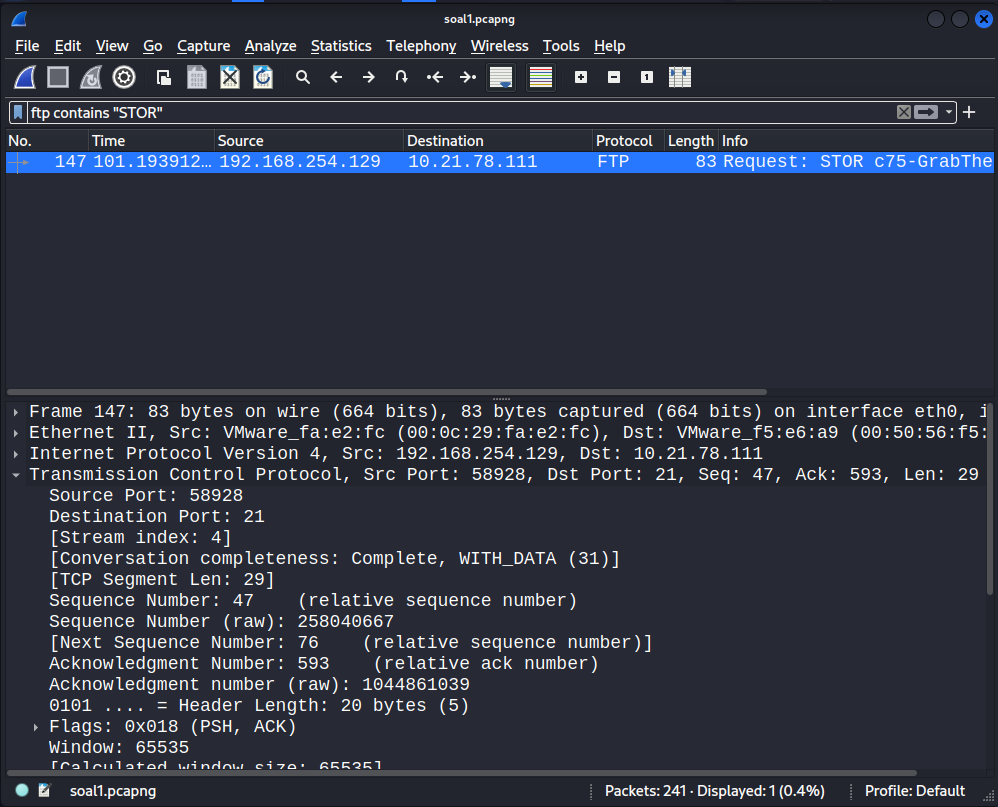 soal1.pcapng
File Edit View Go Capture Analyze Statistics Telephony Wireless Tools Help
ftp contains "STOR"
No. Time Source Destination Protocol Length Info
147 101.193912… 192.168.254.129 10.21.78.111 FTP 83 Request: STOR c75-GrabThe
Frame 147: 83 bytes on wire (664 bits), 83 bytes captured (664 bits) on interface eth0, i
Ethernet II, Src: VMware_fa:e2:fc (00:0c:29:fa:e2:fc), Dst: VMware_f5:e6:a9 (00:50:56:f5:
Internet Protocol Version 4, Src: 192.168.254.129, Dst: 10.21.78.111
Transmission Control Protocol, Src Port: 58928, Dst Port: 21, Seq: 47, Ack: 593, Len: 29
Source Port: 58928
Destination Port: 21
[Stream index: 4]
[Conversation completeness: Complete, WITH_DATA (31)]
[TCP Segment Len: 29]
Sequence Number: 47 (relative sequence number)
Sequence Number (raw): 258040667
[Next Sequence Number: 76 (relative sequence number)]
Acknowledgment Number: 593 (relative ack number)
Acknowledgment number (raw): 1044861039
0101 .... = Header Length: 20 bytes (5)
Flags: 0x018 (PSH, ACK)
Window: 65535
[Calculated window size: 65535]
soal1.pcapng Packets: 241 · Displayed: 1 (0.4%) Profile: Default